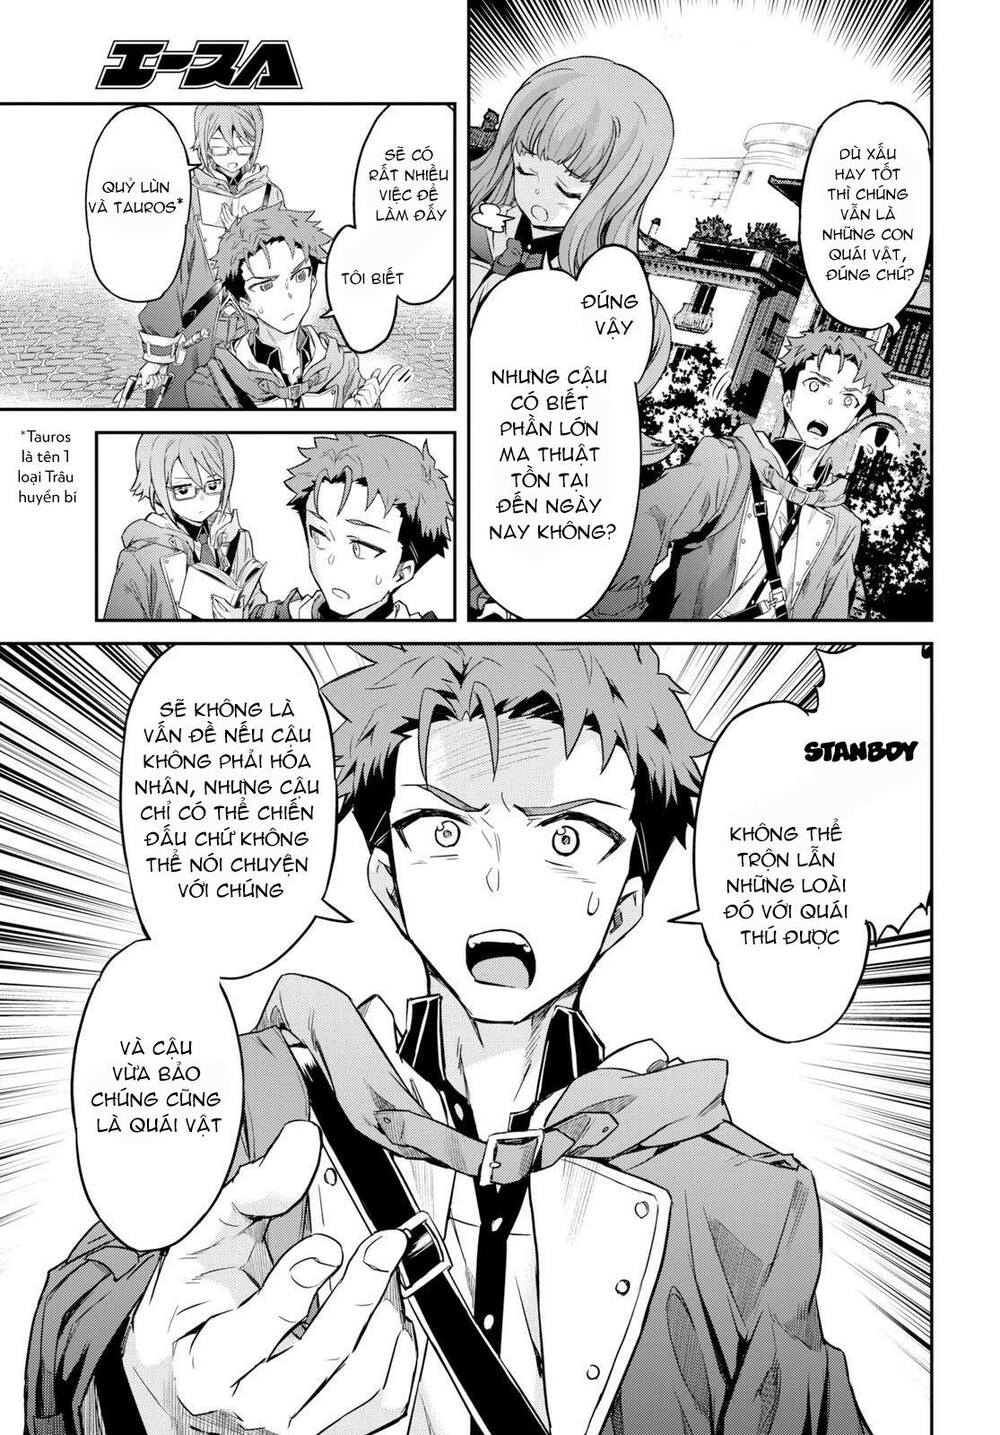 DÙ XẤU
HAY TỐT
THÌ CHÚNG
VẪN LÀ
NHỮNG CON
QUÁI VẬT,
ĐÚNG CHỨ?
ĐÚNG
VẬY
NHƯNG CẬU
CÓ BIẾT
PHẦN LỚN
MA THUẬT
TỒN TẠI
ĐẾN NGÀY
NAY KHÔNG?
エースA
SẼ CÓ
RẤT NHIỀU
VIỆC ĐỂ
LÀM ĐẤY
TÔI BIẾT
QUỶ LÙN
VÀ TAUROS*
*Tauros
là tên 1
loại Trâu
huyền bí
STANBOY
KHÔNG THỂ
TRỘN LẪN
NHỮNG LOÀI
ĐÓ VỚI QUÁI
THÚ ĐƯỢC
SẼ KHÔNG LÀ
VẤN ĐỀ NẾU CẬU
KHÔNG PHẢI HÓA
NHÂN, NHƯNG CẬU
CHỈ CÓ THỂ CHIẾN
ĐẤU CHỨ KHÔNG
THỂ NÓI CHUYỆN
VỚI CHÚNG
VÀ CẬU
VỪA BẢO
CHÚNG CŨNG
LÀ QUÁI VẬT